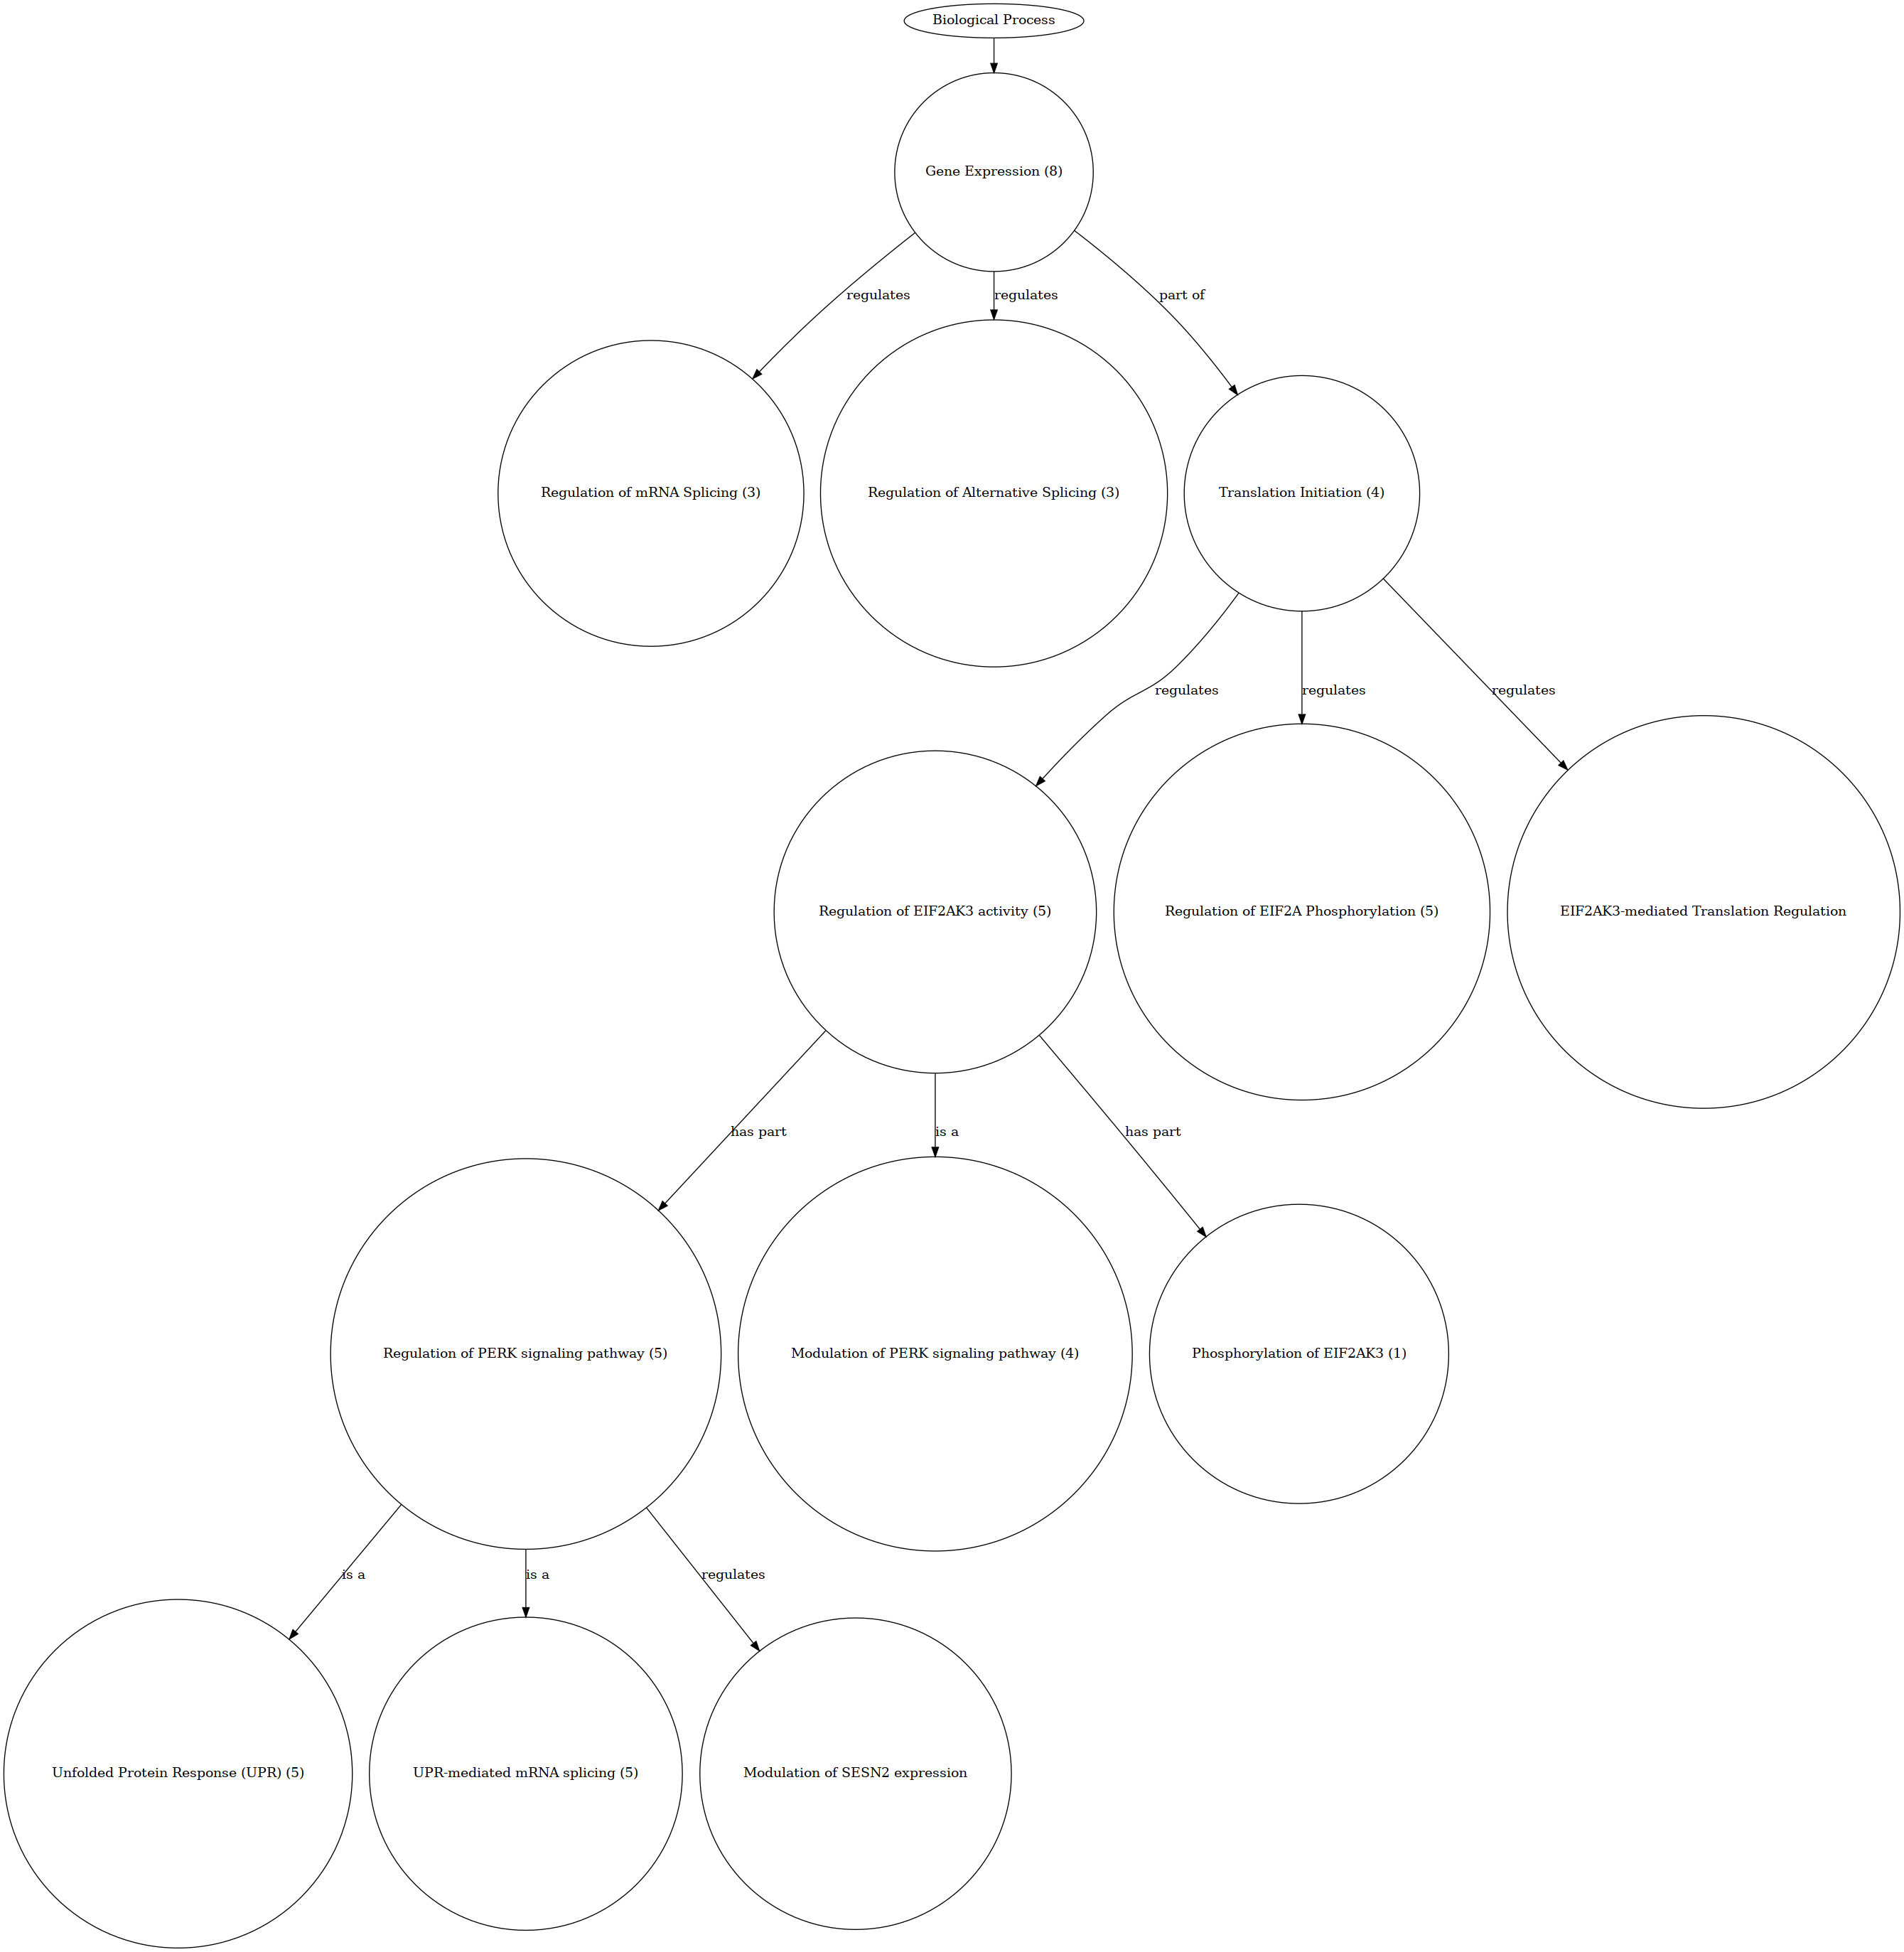 Biological Process
Gene Expression (8)
regulates
regulates
part of
Regulation of mRNA Splicing (3)
Regulation of Alternative Splicing (3)
Translation Initiation (4)
regulates
regulates
regulates
Regulation of EIF2AK3 activity (5)
Regulation of EIF2A Phosphorylation (5)
EIF2AK3-mediated Translation Regulation
has part
is a
has part
Regulation of PERK signaling pathway (5)
Modulation of PERK signaling pathway (4)
Phosphorylation of EIF2AK3 (1)
is a
is a
regulates
Unfolded Protein Response (UPR) (5)
UPR-mediated mRNA splicing (5)
Modulation of SESN2 expression